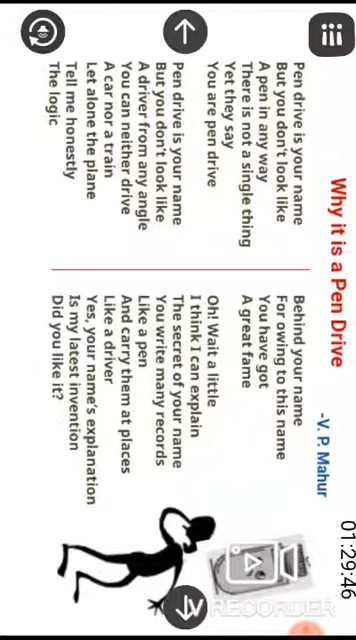 01:29:46
Why it is a Pen Drive
-V. P. Mahur
Pen drive is your name
But you don't look like
A pen in any way
There is not a single thing
Yet they say
You are pen drive
Pen drive is your name
But you don't look like
A driver from any angle
You can neither drive
A car nor a train
Let alone the plane
Tell me honestly
The logic
Behind your name
For owing to this name
You have got
A great fame
Oh! Wait a little
I think I can explain
The secret of your name
You write many records
Like a pen
And carry them at places
Like a driver
Yes, your name's explanation
Is my latest invention
Did you like it?
RECORDER